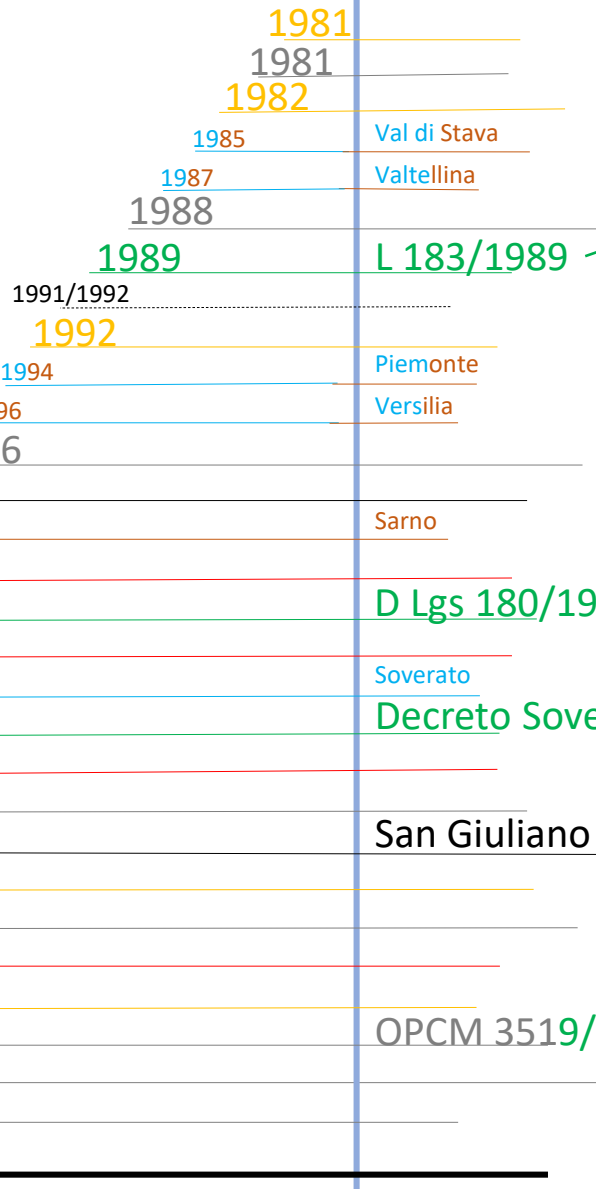 1981
1981
1982
1985 Val di Stava
1987 Valtellina
1988
1989 L 183/1989
1991/1992
1992
1994 Piemonte
96 Versilia
6
Sarno
D Lgs 180/19
Soverato
Decreto Sove
San Giuliano
OPCM 3519/